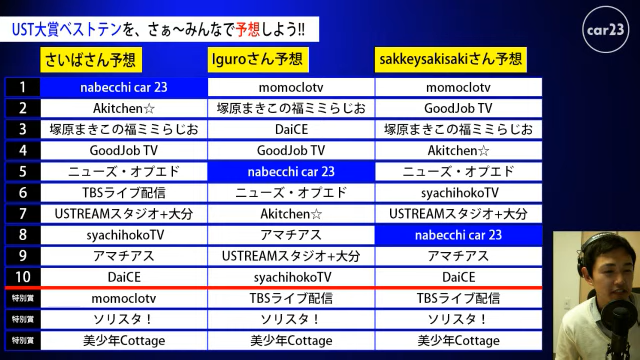 UST大賞ベストテンを、さぁ～みんなで予想しよう!!
car23
さいばさん予想 Iguroさん予想 sakkeysakisakiさん予想
1 nabecchi car 23 momoclotv momoclotv
2 Akitchen☆ 塚原まきこの福ミミらじお GoodJob TV
3 塚原まきこの福ミミらじお DaiCE 塚原まきこの福ミミらじお
4 GoodJob TV GoodJob TV Akitchen☆
5 ニューズ・オプエド nabecchi car 23 ニューズ・オプエド
6 TBSライブ配信 ニューズ・オプエド syachihokoTV
7 USTREAMスタジオ+大分 Akitchen☆ USTREAMスタジオ+大分
8 syachihokoTV アマチアス nabecchi car 23
9 アマチアス USTREAMスタジオ+大分 アマチアス
10 DaiCE syachihokoTV DaiCE
特別賞 momoclotv TBSライブ配信 TBSライブ配信
特別賞 ソリスタ！ ソリスタ！ ソリスタ！
特別賞 美少年Cottage 美少年Cottage 美少年Cottage